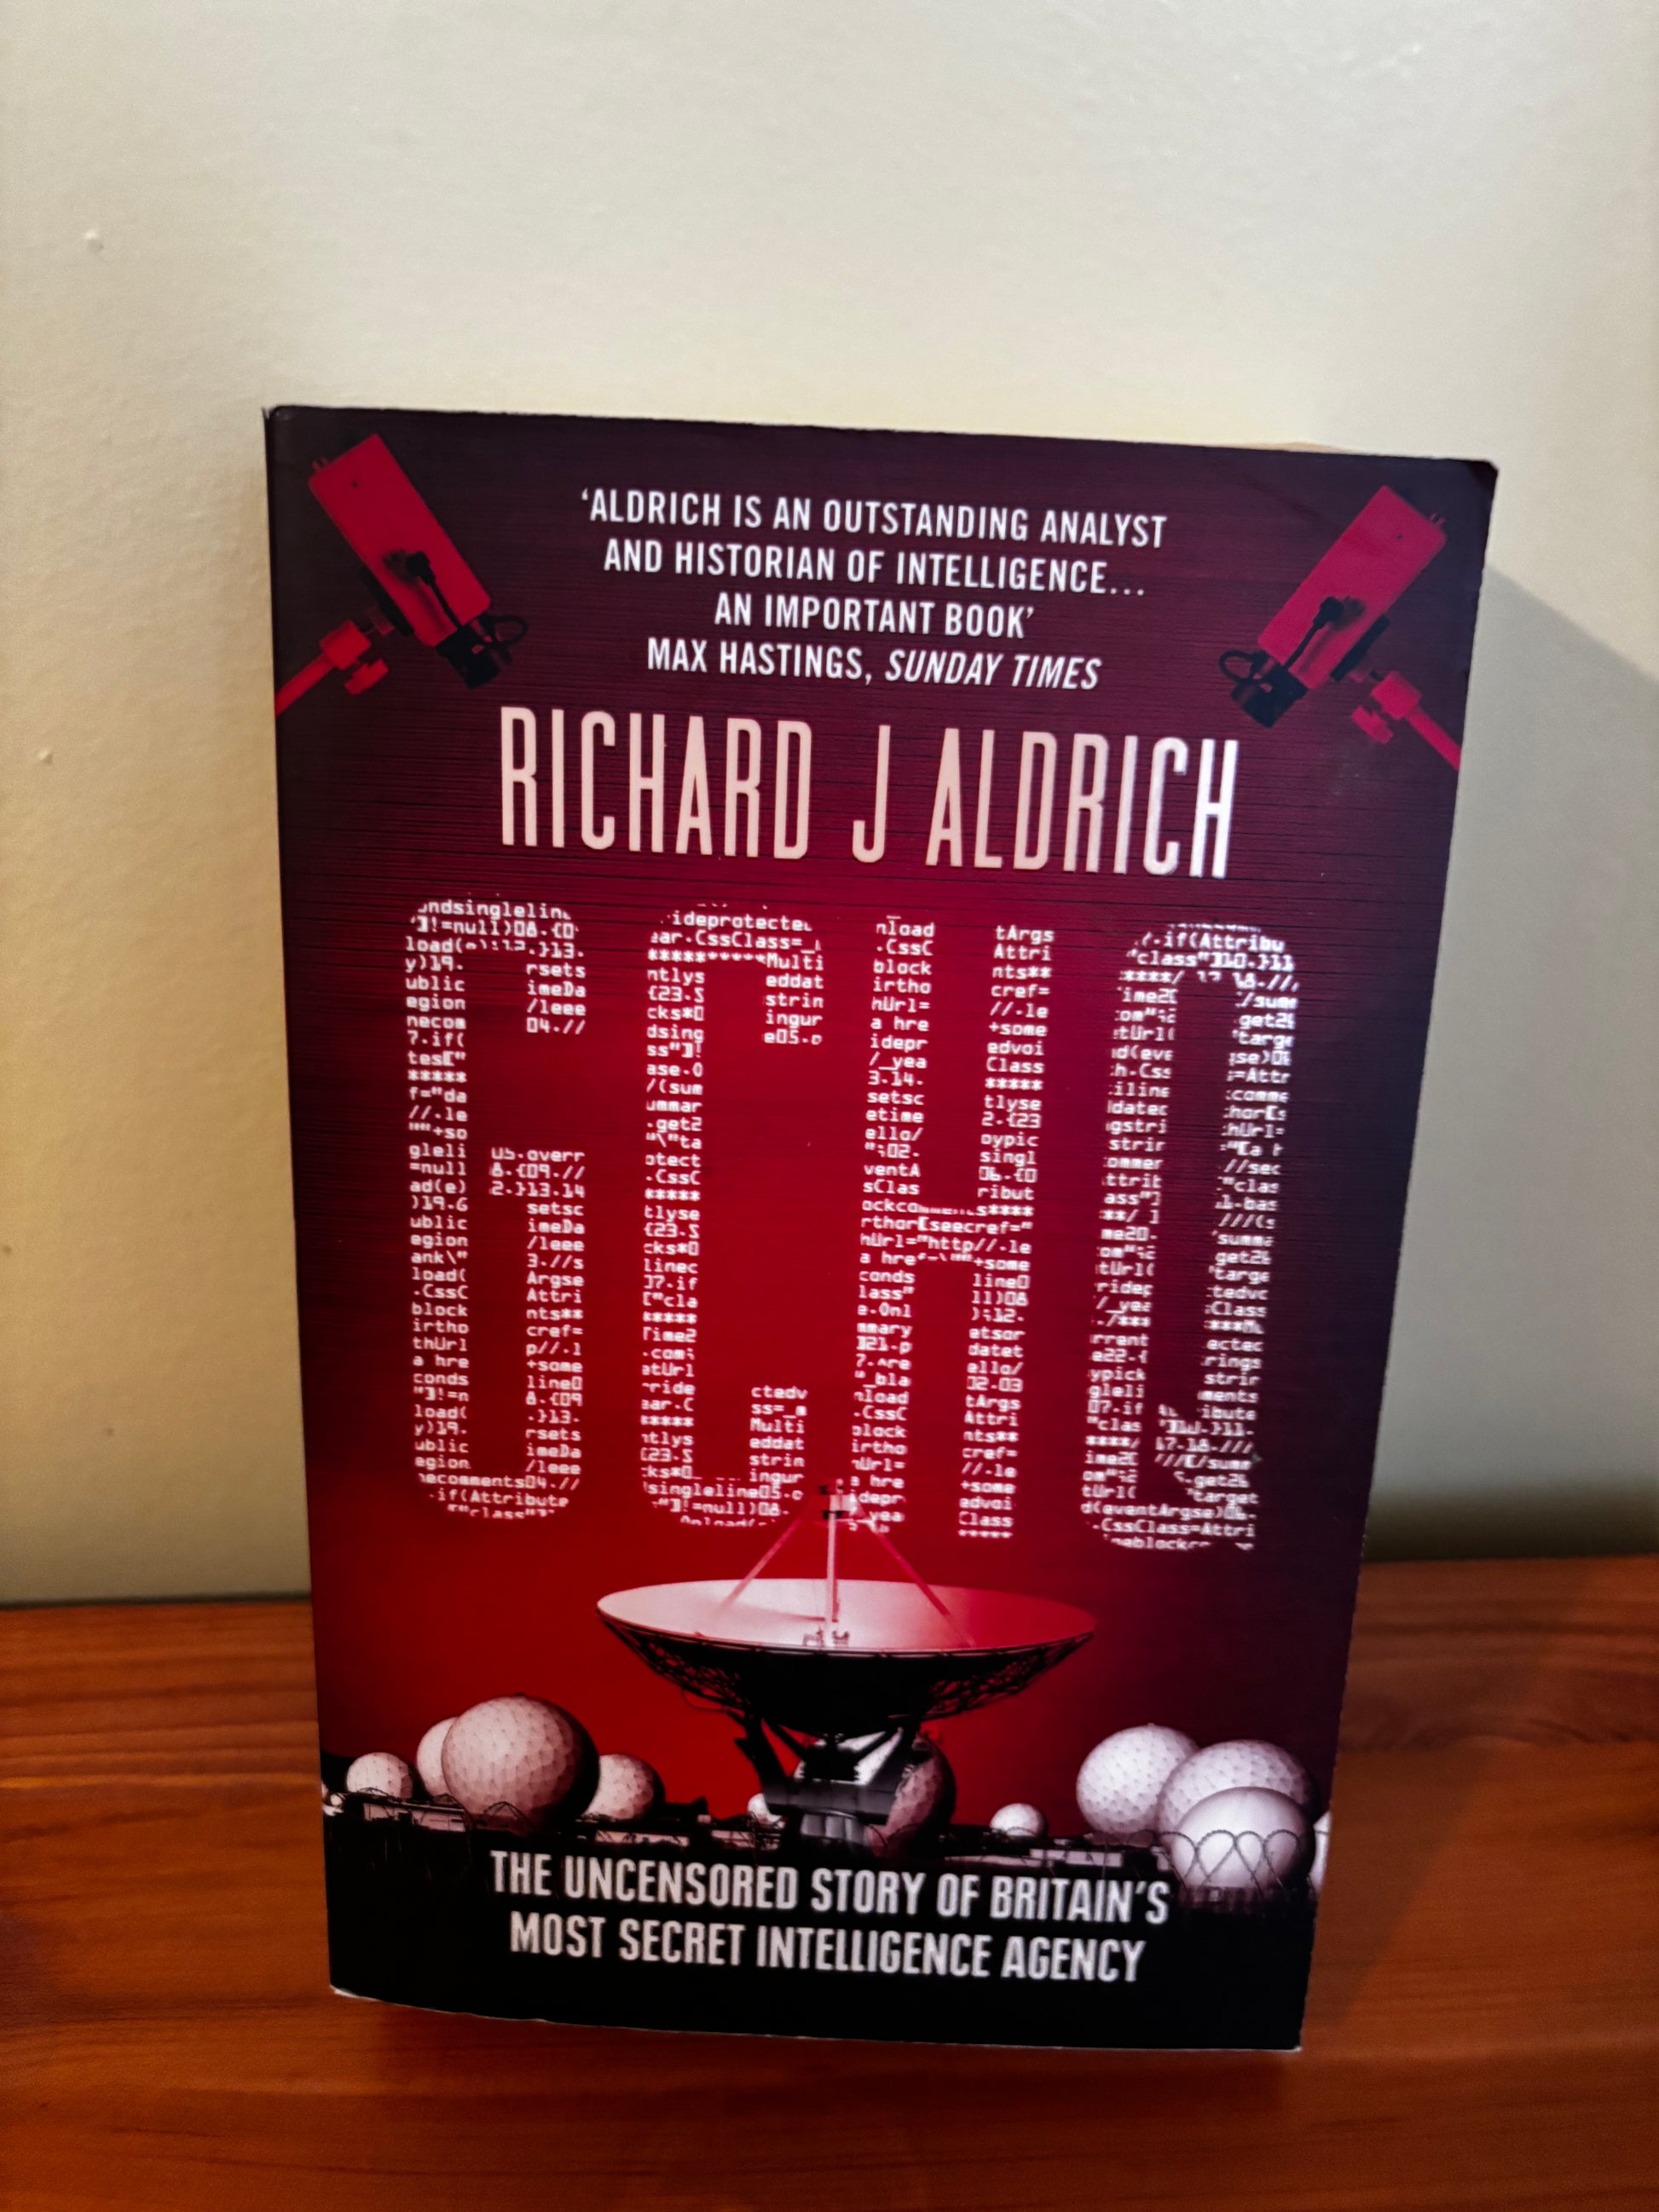 ‘ALDRICH IS AN OUTSTANDING ANALYST
AND HISTORIAN OF INTELLIGENCE...
AN IMPORTANT BOOK’
MAX HASTINGS, SUNDAY TIMES
RICHARD J ALDRICH
GCHQ
THE UNCENSORED STORY OF BRITAIN’S
MOST SECRET INTELLIGENCE AGENCY